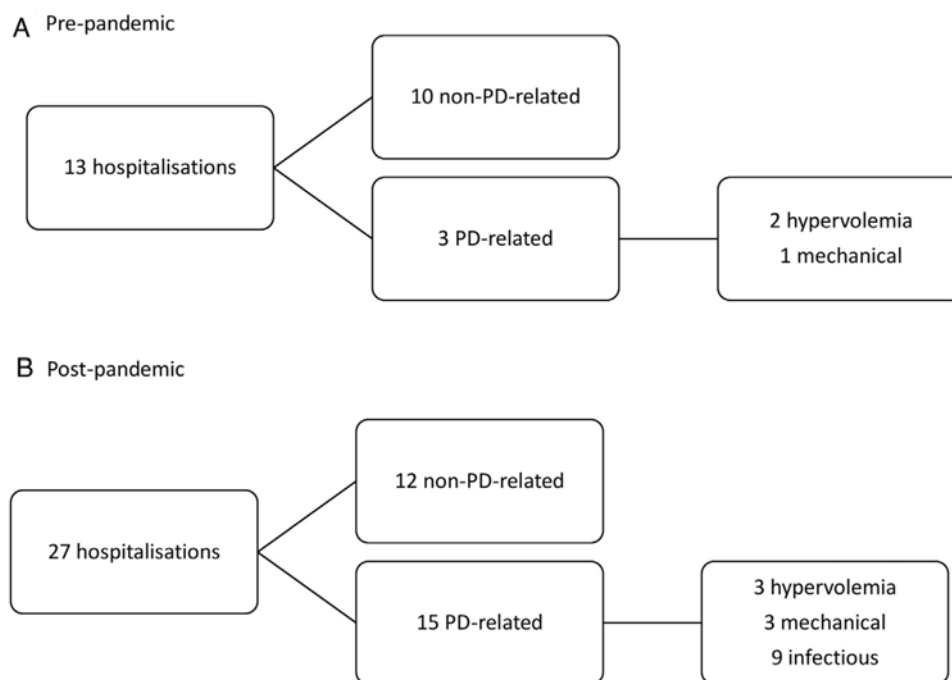 A Pre-pandemic
10 non-PD-related
13 hospitalisations
3 PD-related
2 hypervolemia
1 mechanical
B Post-pandemic
12 non-PD-related
27 hospitalisations
15 PD-related
3 hypervolemia
3 mechanical
9 infectious